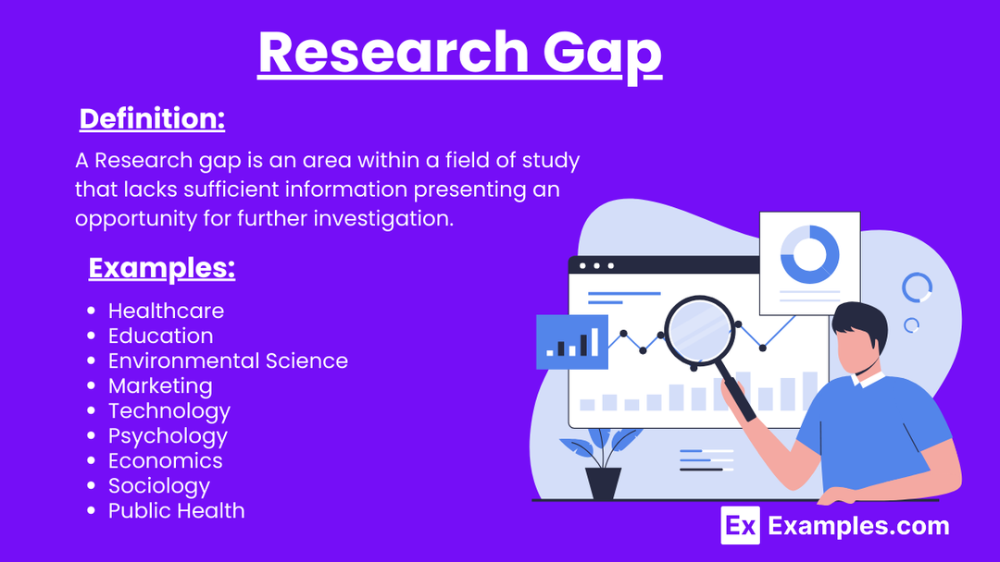 Research Gap
Definition:
A Research gap is an area within a field of study
that lacks sufficient information presenting an
opportunity for further investigation.
Examples:
Healthcare
Education
Environmental Science
Marketing
Technology
Psychology
Economics
Sociology
Public Health
Ex Examples.com